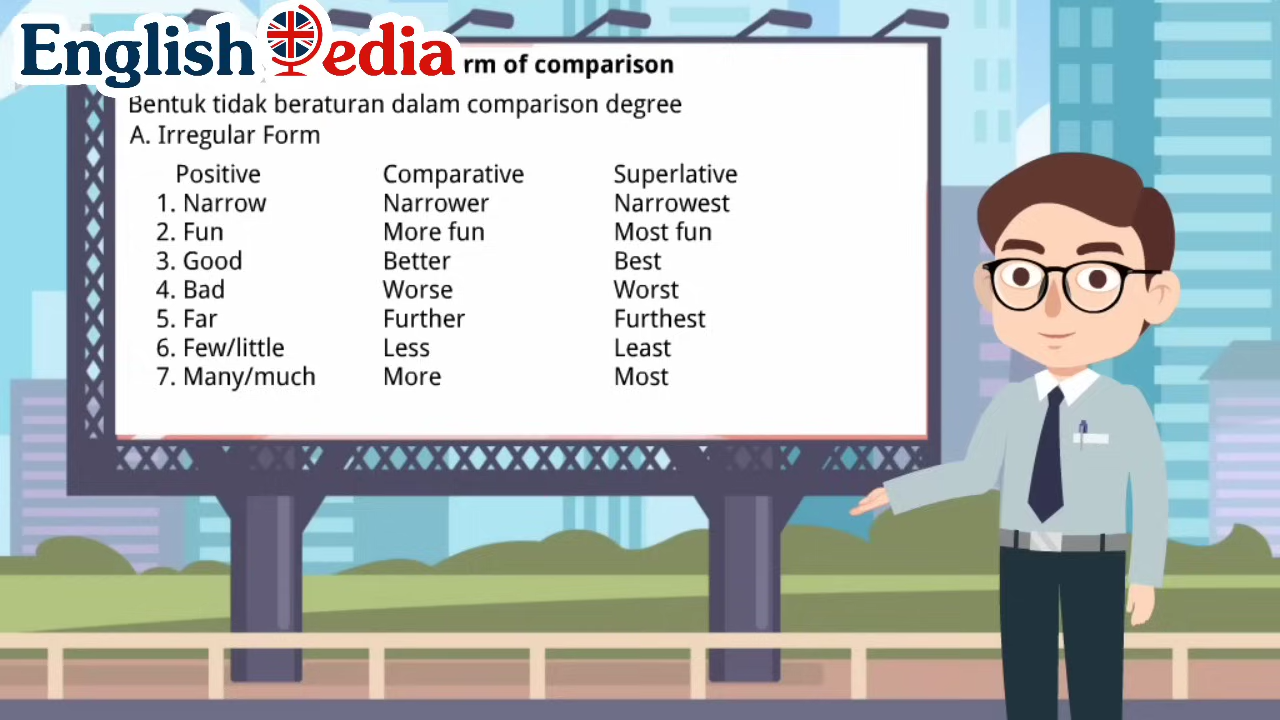 English Pedia
rm of comparison
Bentuk tidak beraturan dalam comparison degree
A. Irregular Form
Positive Comparative Superlative
1. Narrow Narrower Narrowest
2. Fun More fun Most fun
3. Good Better Best
4. Bad Worse Worst
5. Far Further Furthest
6. Few/little Less Least
7. Many/much More Most